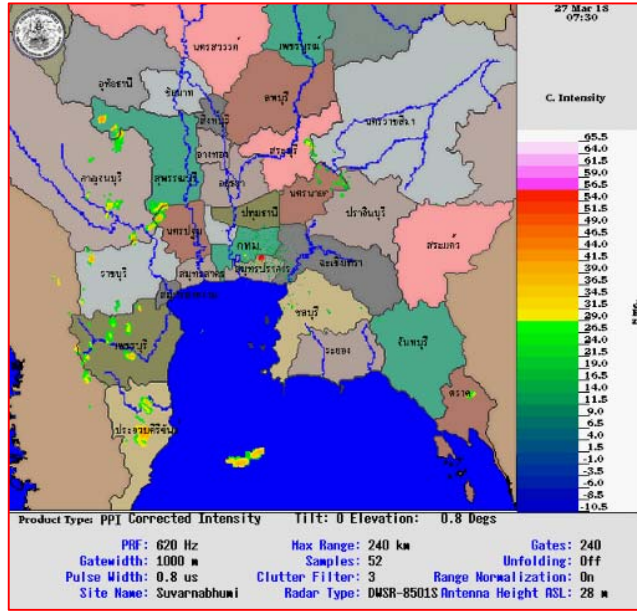 27 Mar 18
07:30
C. Intensity
นครสวรรค์
เพชรบูรณ์
อุทัยธานี
ชัยนาท
ลพบุรี
สิงห์บุรี
นครราชสีมา
อ่างทอง
สระบุรี
กาญจนบุรี
สุพรรณบุรี
อยุธยา
นครนายก
ปราจีนบุรี
ปทุมธานี
นครปฐม
กทม.
สระแก้ว
ฉะเชิงเทรา
ราชบุรี
สมุทรสาคร
สมุทรปราการ
ชลบุรี
เพชรบุรี
ระยอง
จันทบุรี
ตราด
ประจวบคีรีขันธ์
65.5
64.0
61.5
59.0
56.5
54.0
51.5
49.0
46.5
44.0
41.5
39.0
36.5
34.0
31.5
29.0
26.5
24.0
21.5
19.0
16.5
14.0
11.5
9.0
6.5
4.0
1.5
-1.0
-3.5
-6.0
-8.5
-10.5
Product Type: PPI Corrected Intensity Tilt: 0 Elevation: 0.8 Degs
PRF: 620 Hz Max Range: 240 km Gates: 240
Gatewidth: 1000 m Samples: 52 Unfolding: Off
Pulse Width: 0.8 us Clutter Filter: 3 Range Normalization: On
Site Name: Suvarnabhumi Radar Type: DWSR-8501S Antenna Height ASL: 28 m